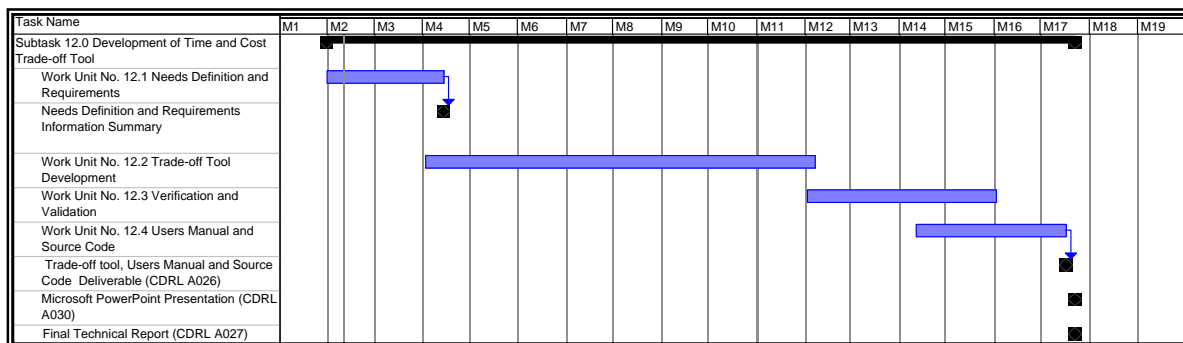 Task Name
M1 M2 M3 M4 M5 M6 M7 M8 M9 M10 M11 M12 M13 M14 M15 M16 M17 M18 M19
Subtask 12.0 Development of Time and Cost
Trade-off Tool
Work Unit No. 12.1 Needs Definition and
Requirements
Needs Definition and Requirements
Information Summary
Work Unit No. 12.2 Trade-off Tool
Development
Work Unit No. 12.3 Verification and
Validation
Work Unit No. 12.4 Users Manual and
Source Code
Trade-off tool, Users Manual and Source
Code Deliverable (CDRL A026)
Microsoft PowerPoint Presentation (CDRL
A030)
Final Technical Report (CDRL A027)